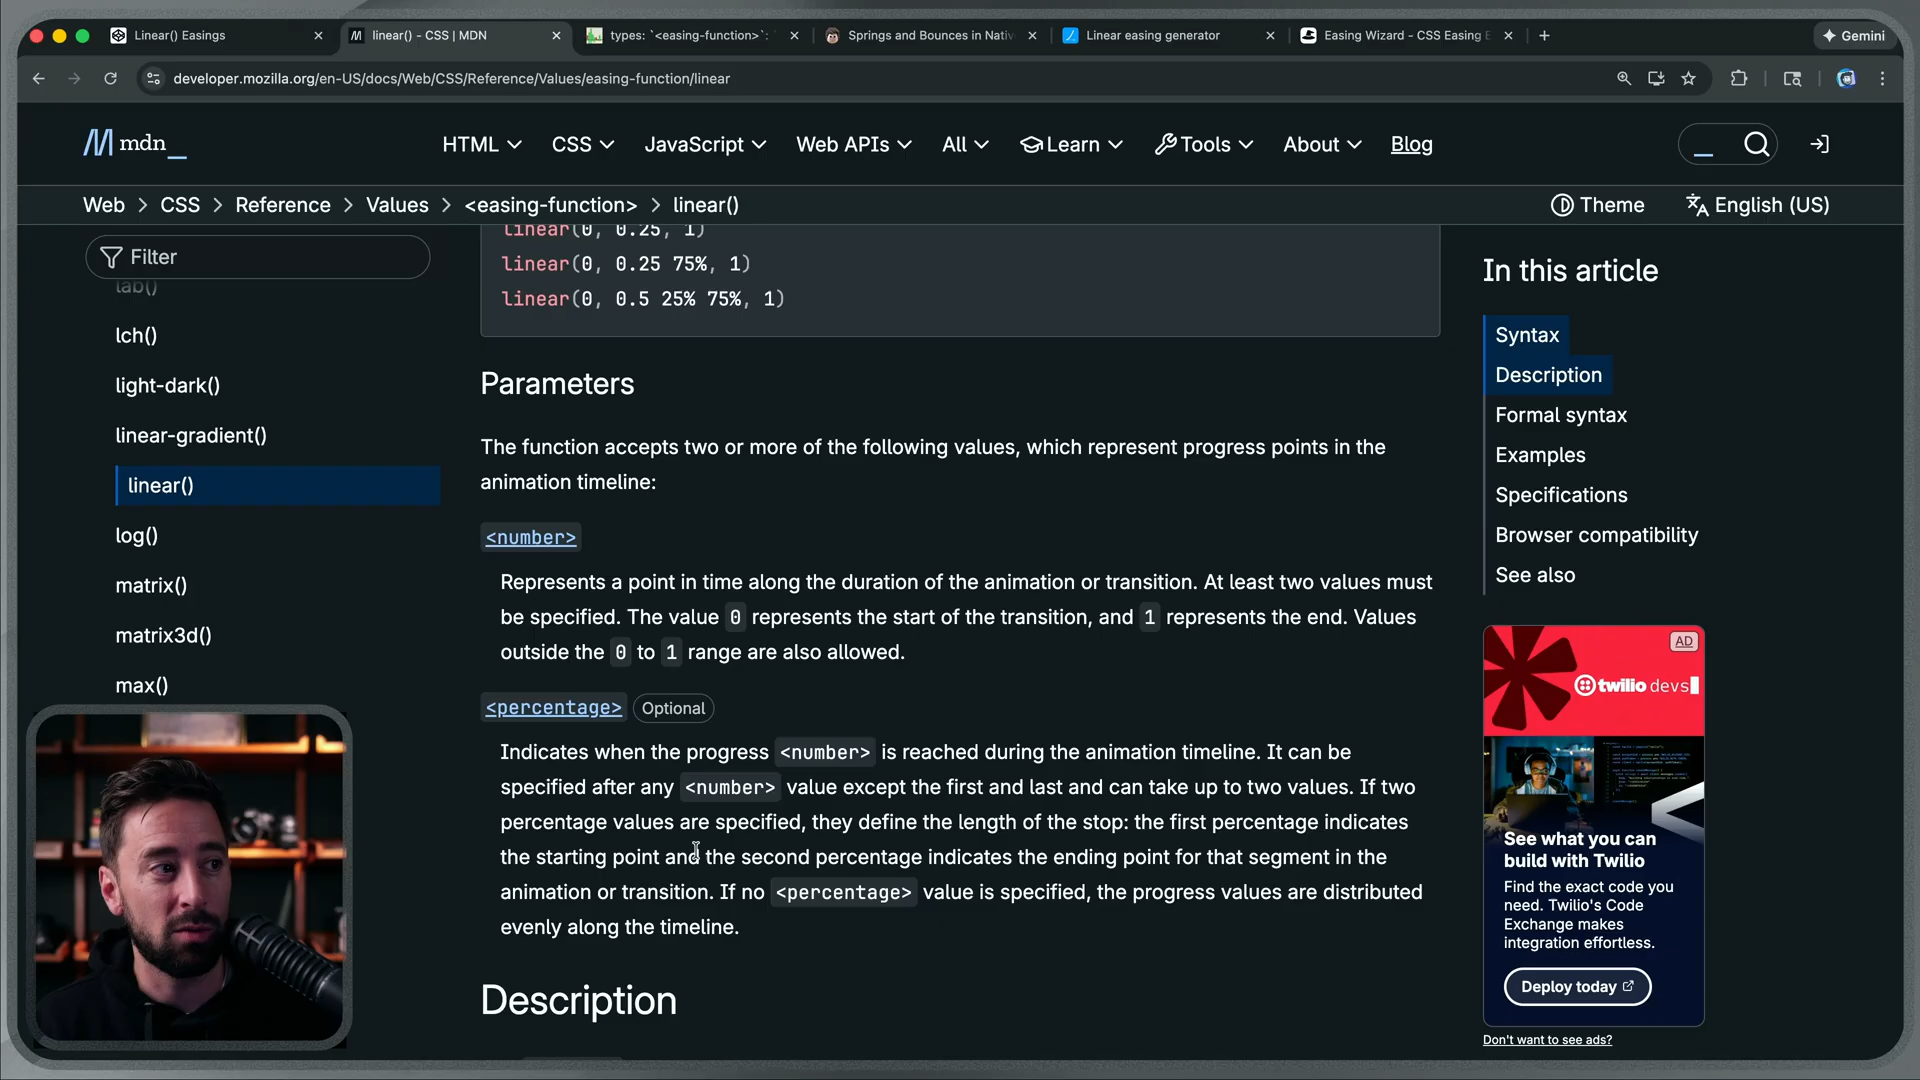 Linear() Easings
linear() - CSS | MDN
types: `<easing-function>`:
Springs and Bounces in Nativ
Linear easing generator
Easing Wizard - CSS Easing E
Gemini
developer.mozilla.org/en-US/docs/Web/CSS/Reference/Values/easing-function/linear
mdn_
HTML
CSS
JavaScript
Web APIs
All
Learn
Tools
About
Blog
Web > CSS > Reference > Values > <easing-function> > linear()
Theme
English (US)
Filter
lab()
lch()
light-dark()
linear-gradient()
linear()
log()
matrix()
matrix3d()
max()
linear(0, 0.25, 1)
linear(0, 0.25 75%, 1)
linear(0, 0.5 25% 75%, 1)
Parameters
The function accepts two or more of the following values, which represent progress points in the
animation timeline:
<number>
Represents a point in time along the duration of the animation or transition. At least two values must
be specified. The value 0 represents the start of the transition, and 1 represents the end. Values
outside the 0 to 1 range are also allowed.
<percentage> Optional
Indicates when the progress <number> is reached during the animation timeline. It can be
specified after any <number> value except the first and last and can take up to two values. If two
percentage values are specified, they define the length of the stop: the first percentage indicates
the starting point and the second percentage indicates the ending point for that segment in the
animation or transition. If no <percentage> value is specified, the progress values are distributed
evenly along the timeline.
Description
In this article
Syntax
Description
Formal syntax
Examples
Specifications
Browser compatibility
See also
AD
twilio devs
See what you can
build with Twilio
Find the exact code you
need. Twilio's Code
Exchange makes
integration effortless.
Deploy today
Don't want to see ads?